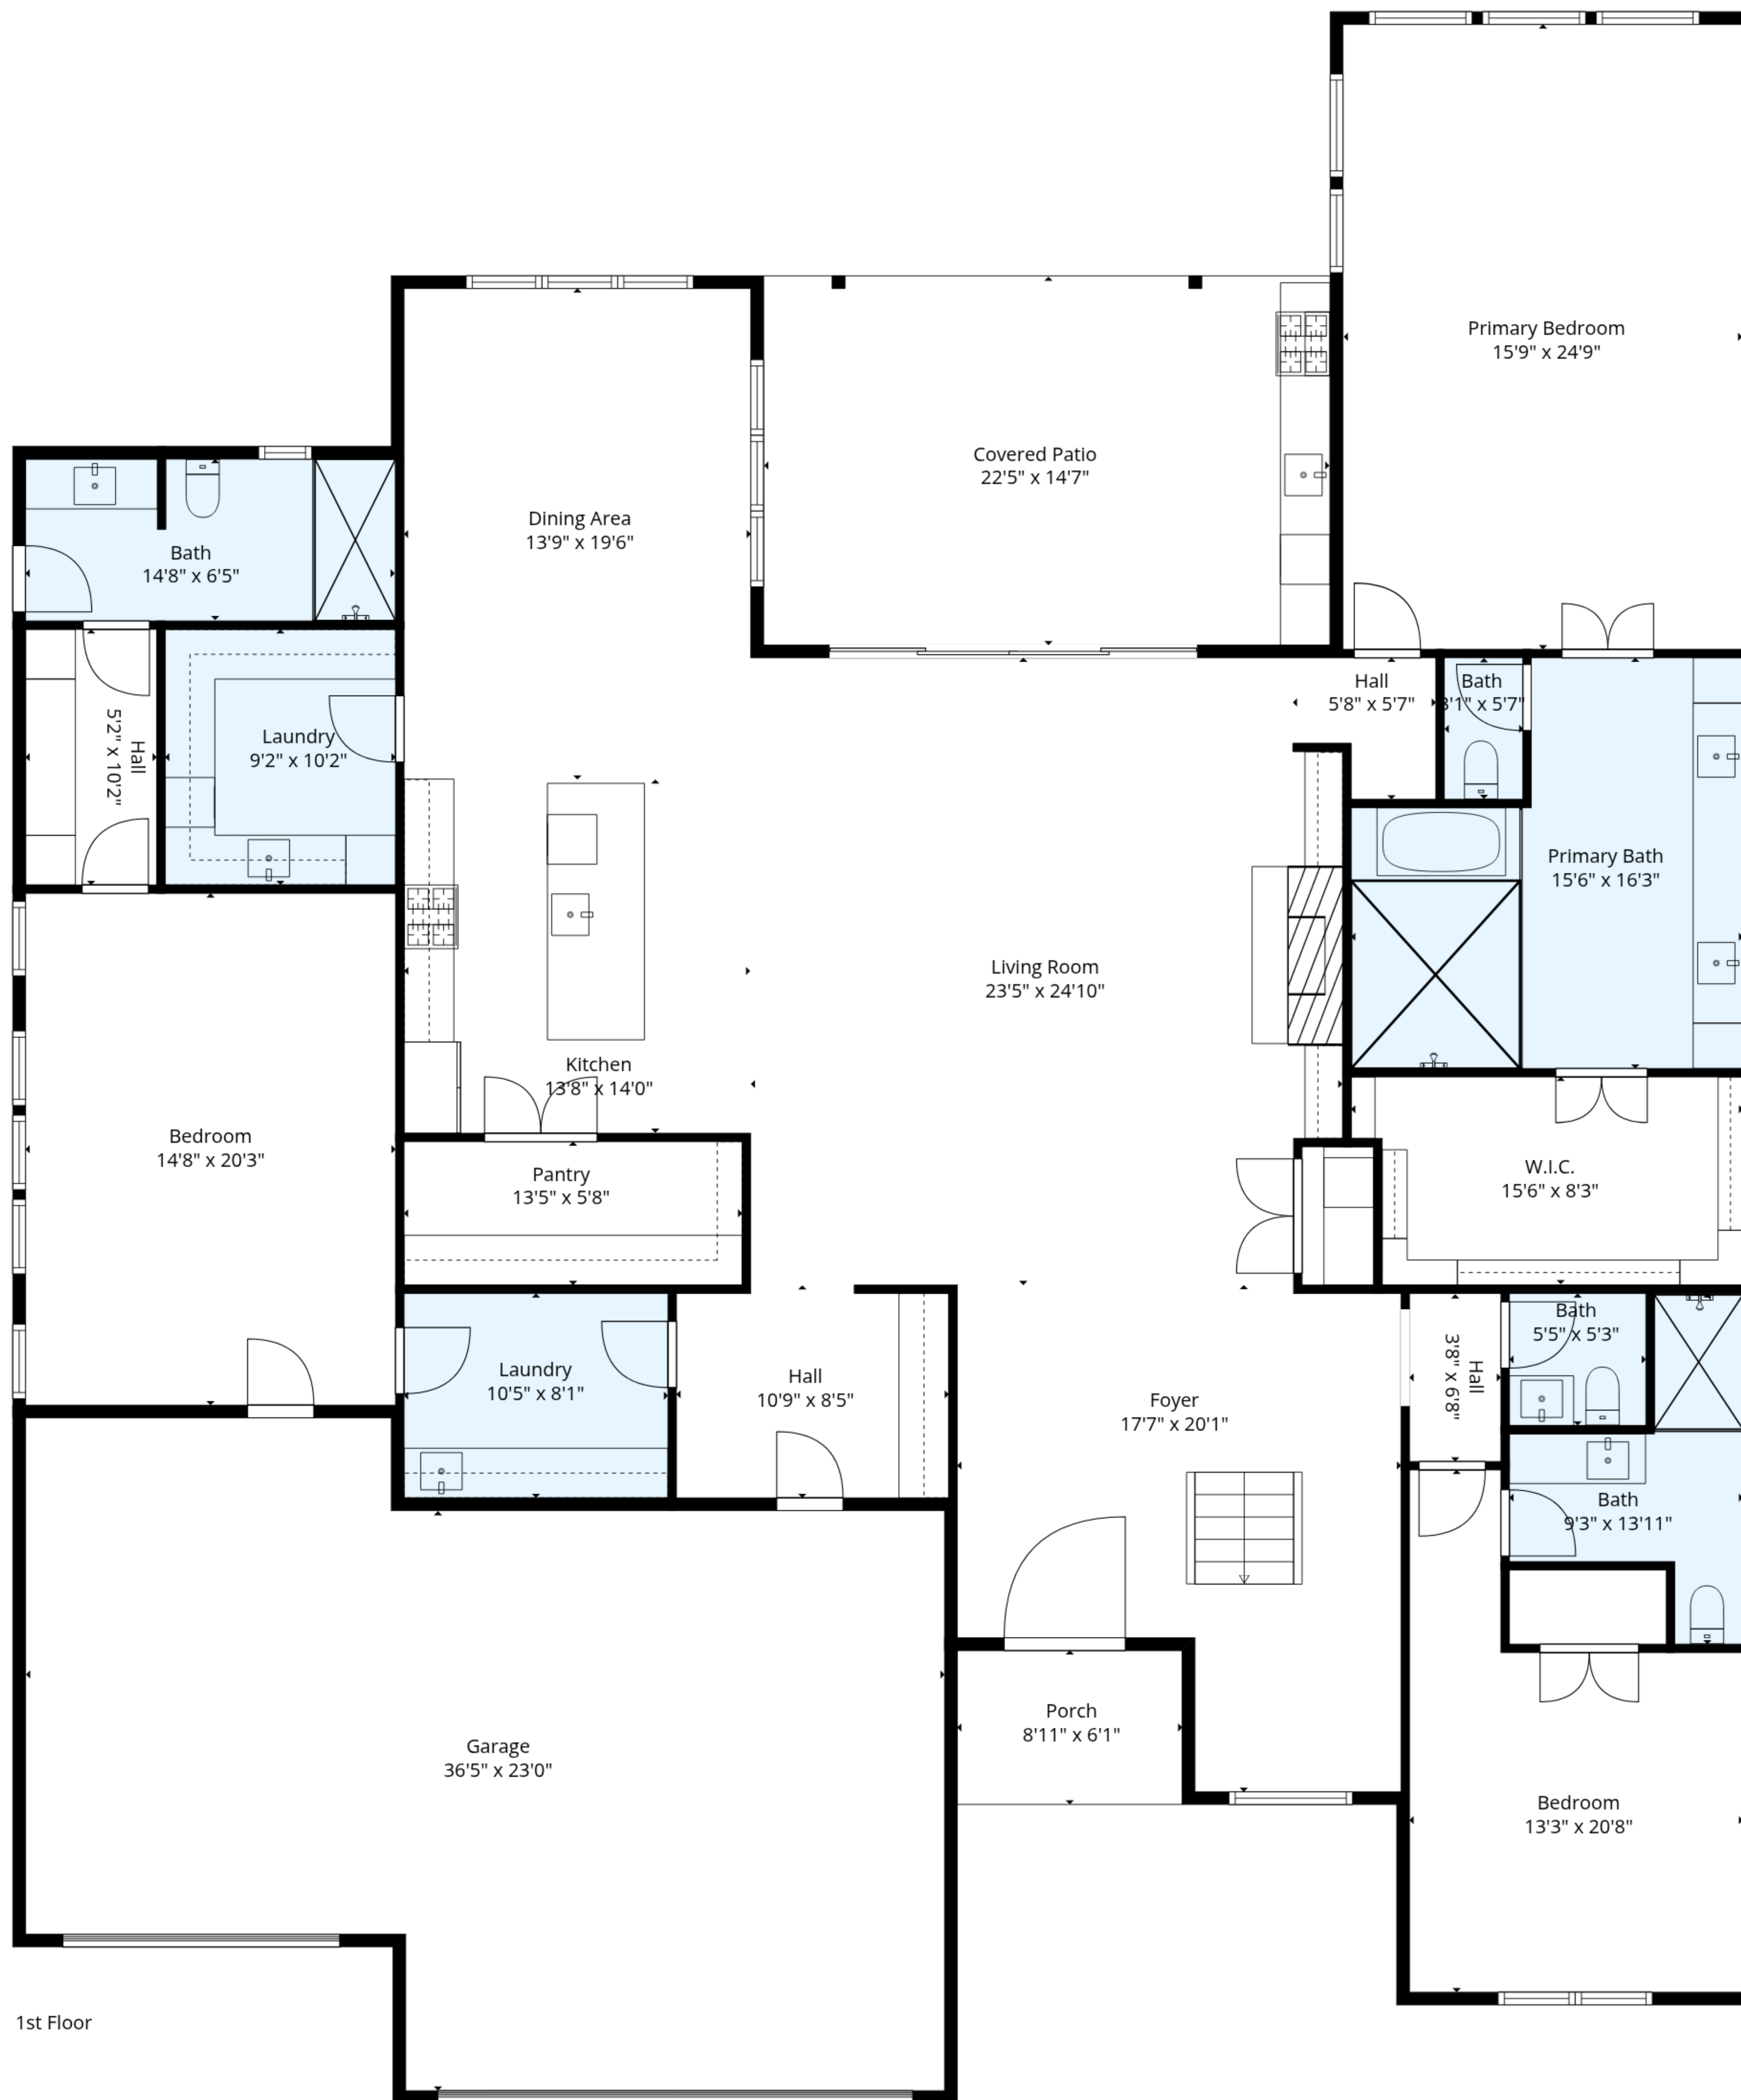 Primary Bedroom
15'9" x 24'9"
Covered Patio
22'5" x 14'7"
Dining Area
13'9" x 19'6"
Bath
14'8" x 6'5"
Hall
5'8" x 5'7"
Bath
3'1" x 5'7"
Hall
5'2" x 10'2"
Laundry
9'2" x 10'2"
Primary Bath
15'6" x 16'3"
Living Room
23'5" x 24'10"
Kitchen
13'8" x 14'0"
Bedroom
14'8" x 20'3"
Pantry
13'5" x 5'8"
W.I.C.
15'6" x 8'3"
Bath
5'5" x 5'3"
Hall
3'8" x 6'8"
Laundry
10'5" x 8'1"
Hall
10'9" x 8'5"
Foyer
17'7" x 20'1"
Bath
9'3" x 13'11"
Porch
8'11" x 6'1"
Garage
36'5" x 23'0"
Bedroom
13'3" x 20'8"
1st Floor